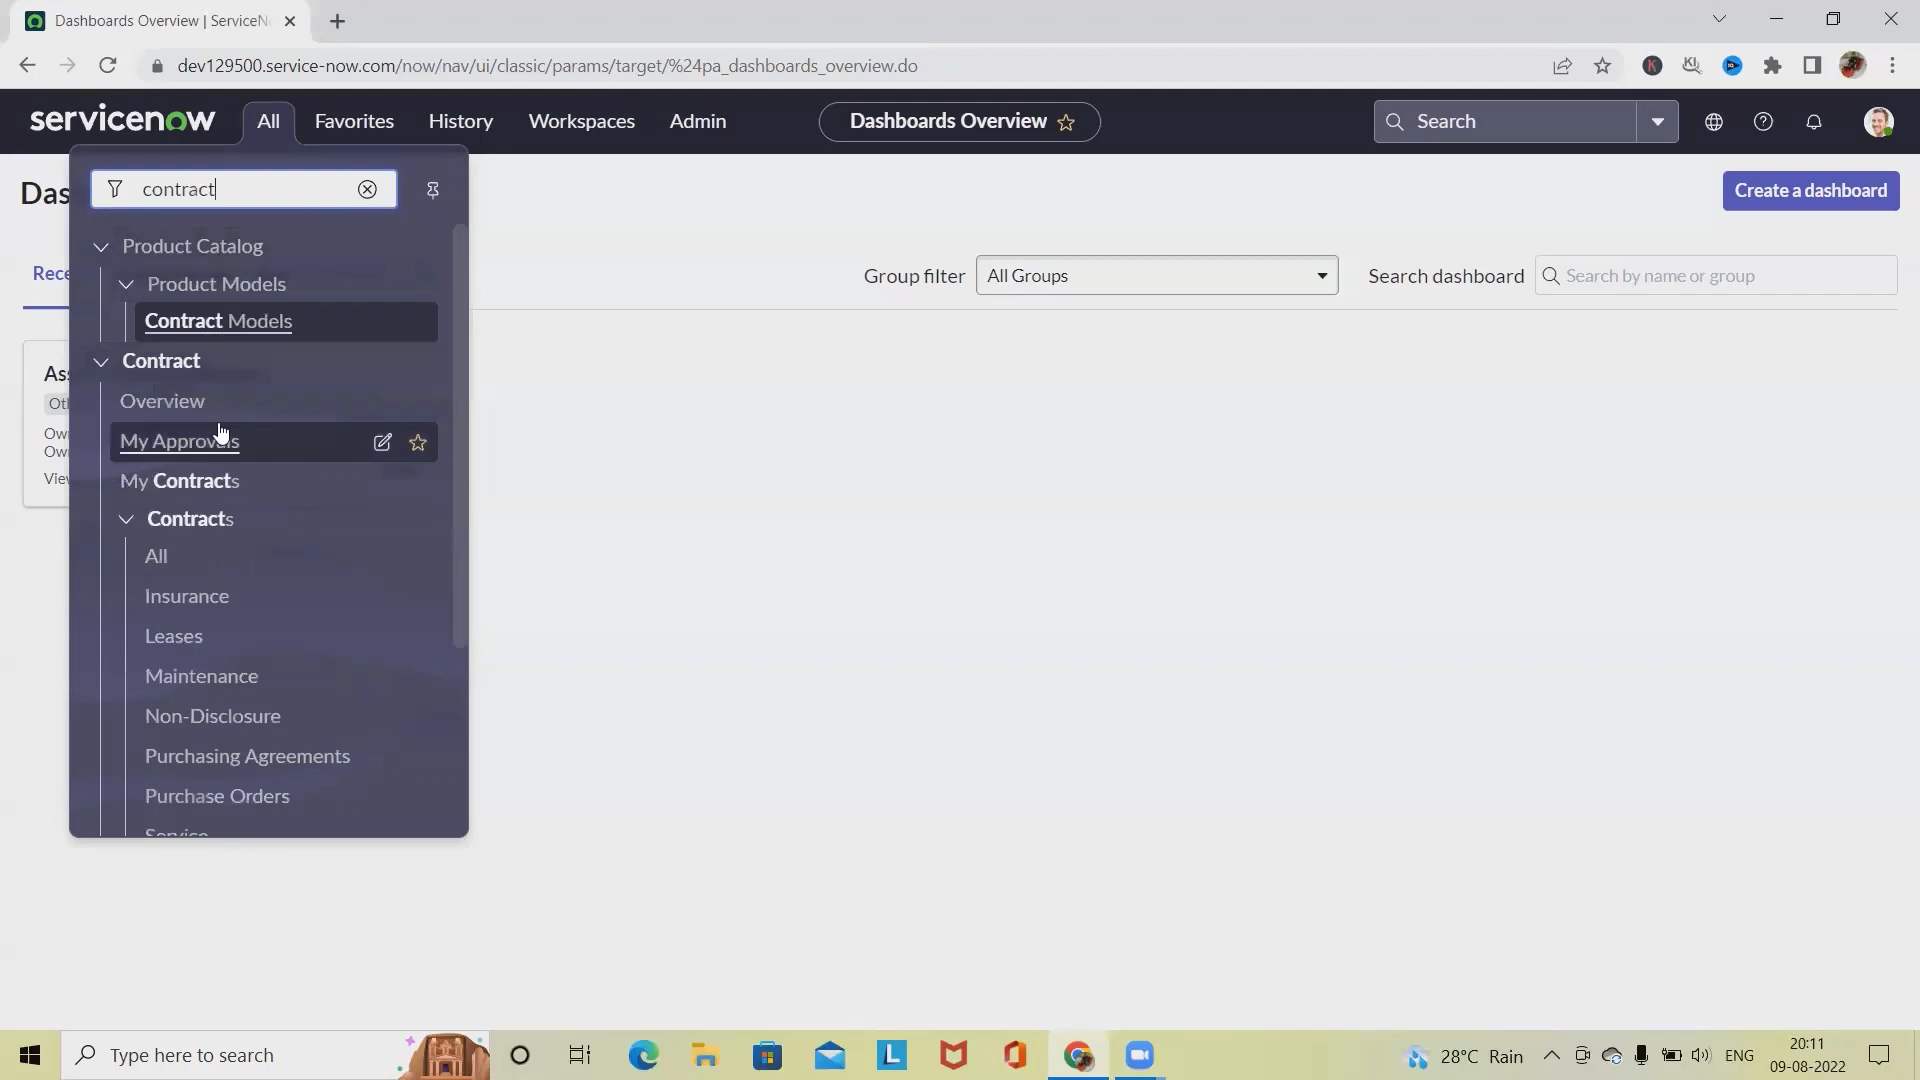 Dashboards Overview | ServiceN
dev129500.service-now.com/now/nav/ui/classic/params/target/%24pa_dashboards_overview.do
servicenow
All
Favorites
History
Workspaces
Admin
Dashboards Overview
Search
Das
contract
Create a dashboard
Product Catalog
Rece
Group filter
All Groups
Search dashboard
Search by name or group
Product Models
Contract Models
Contract
Ass
Overview
Ow
My Approvals
Ow
My Contracts
View
Contracts
All
Insurance
Leases
Maintenance
Non-Disclosure
Purchasing Agreements
Purchase Orders
Service
Type here to search
28°C Rain
ENG
20:11
09-08-2022